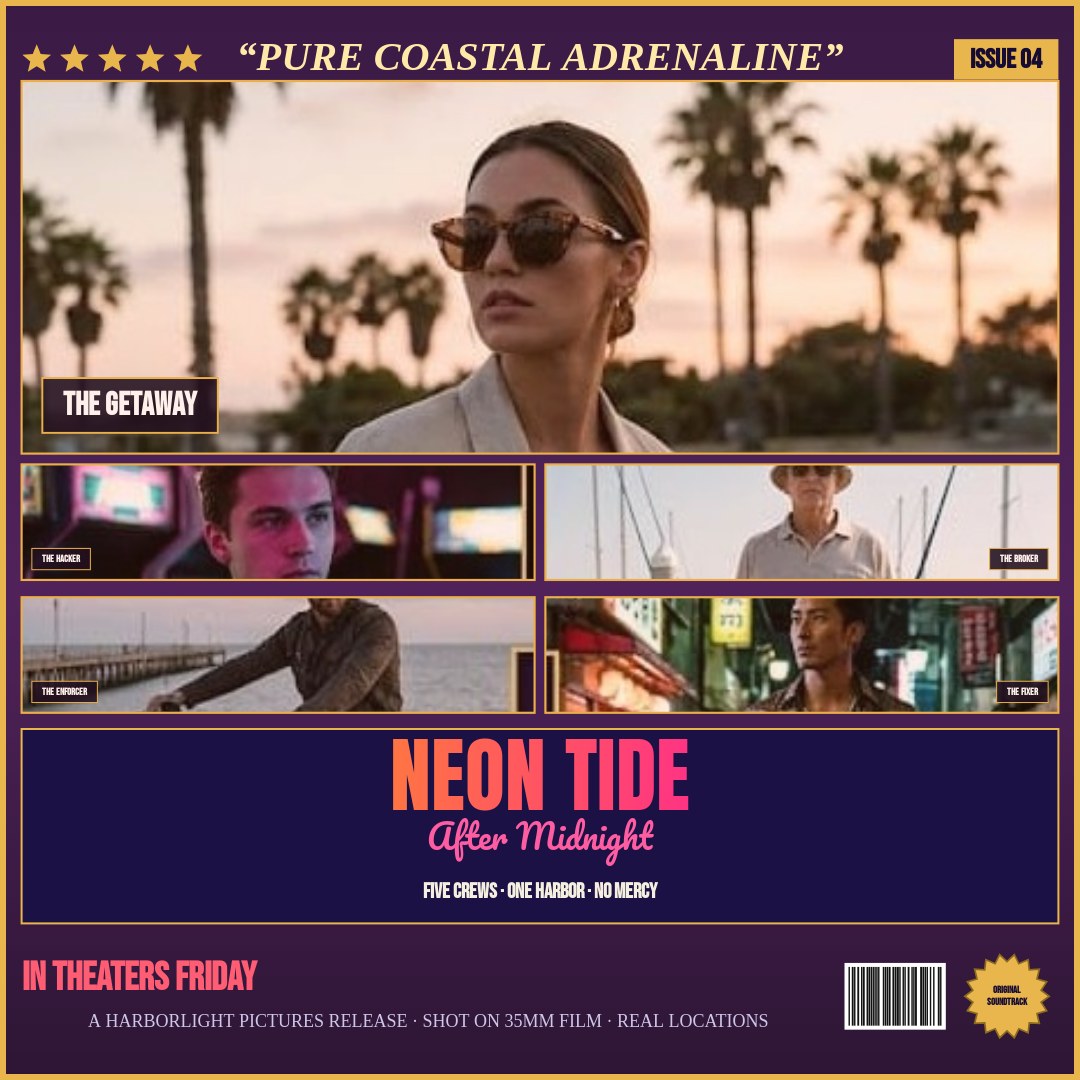 “PURE COASTAL ADRENALINE”
ISSUE 04
THE GETAWAY
THE HACKER
THE BROKER
THE ENFORCER
THE FIXER
NEON TIDE
After Midnight
FIVE CREWS · ONE HARBOR · NO MERCY
IN THEATERS FRIDAY
A HARBORLIGHT PICTURES RELEASE · SHOT ON 35MM FILM · REAL LOCATIONS
ORIGINAL
SOUNDTRACK